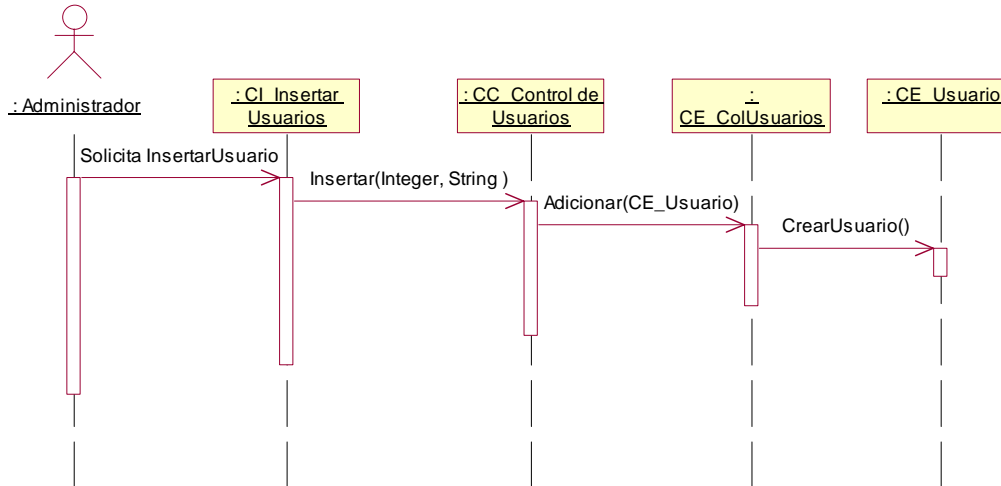 : Administrador
: CI_Insertar
Usuarios
: CC_Control de
Usuarios
:
CE_ColUsuarios
: CE_Usuario
Solicita InsertarUsuario
Insertar(Integer, String )
Adicionar(CE_Usuario)
CrearUsuario()